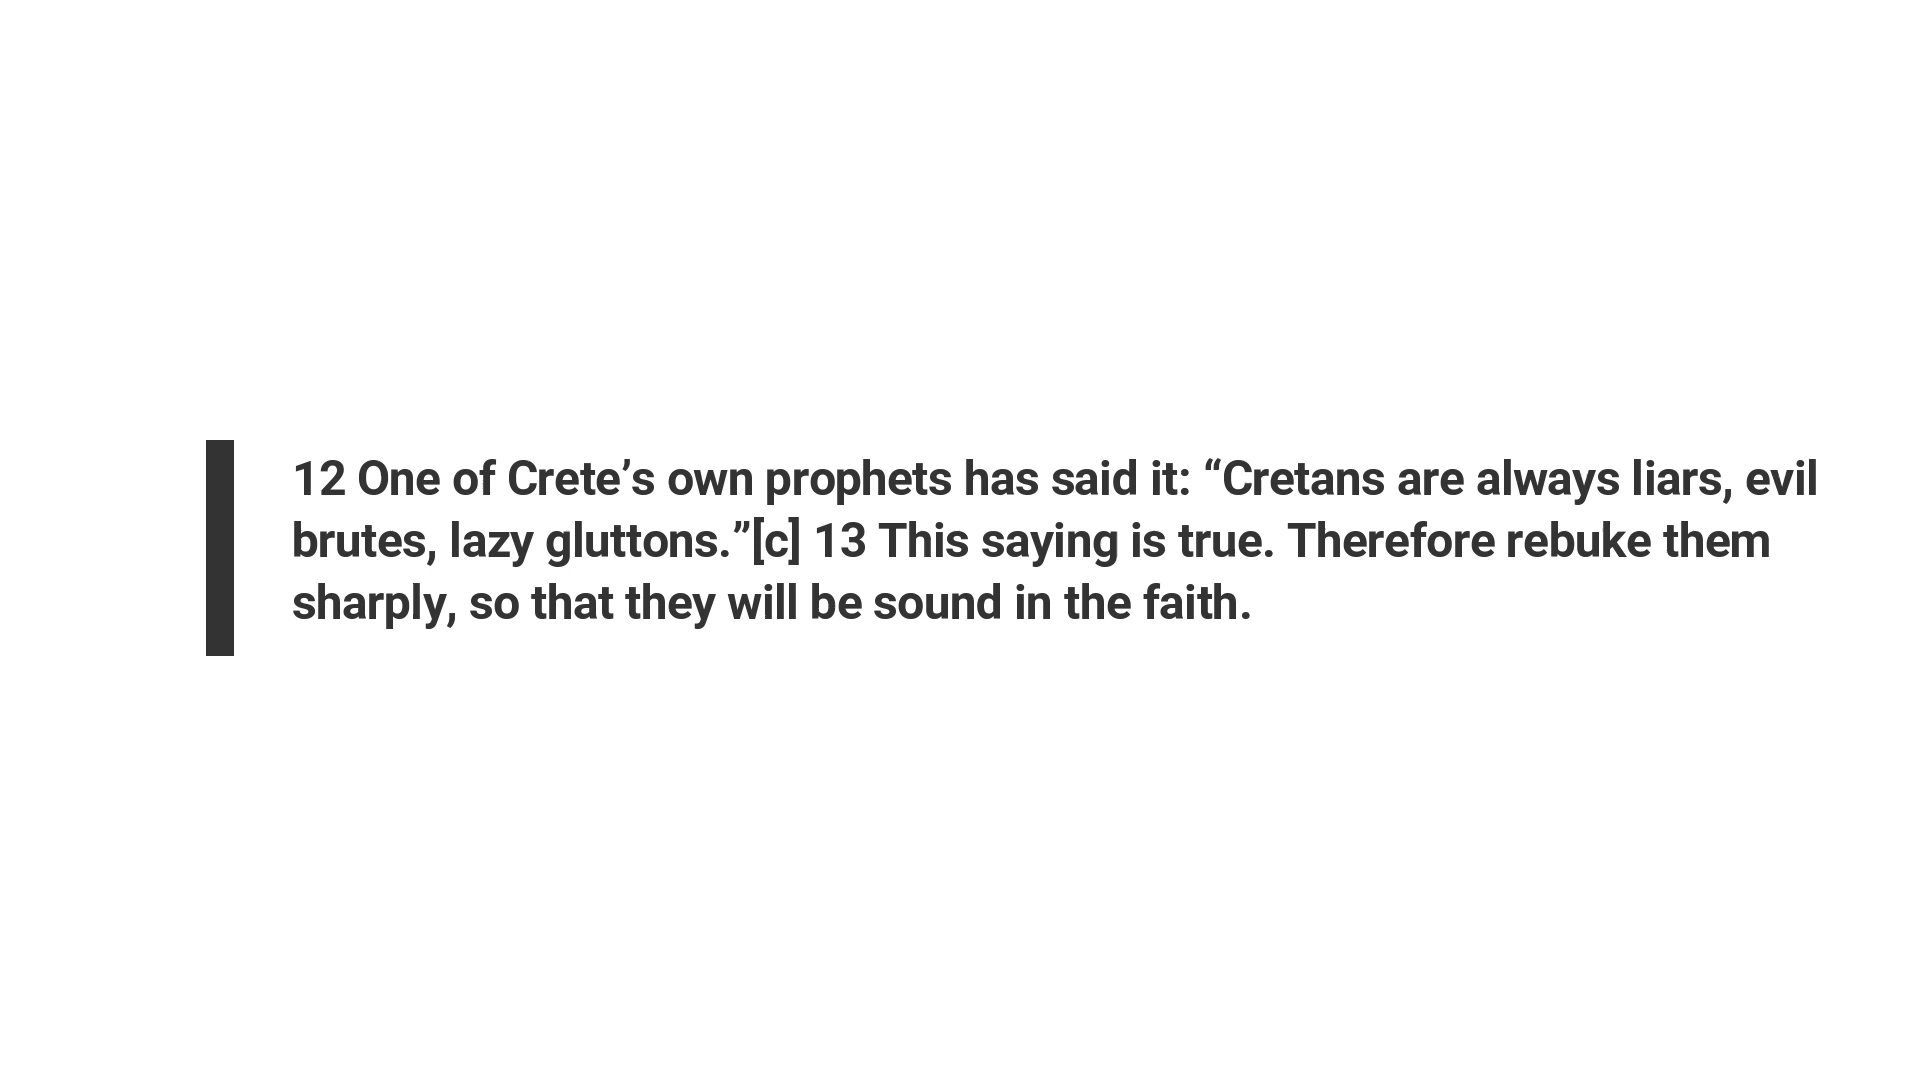 12 One of Crete’s own prophets has said it: “Cretans are always liars, evil
brutes, lazy gluttons.”[c] 13 This saying is true. Therefore rebuke them
sharply, so that they will be sound in the faith.